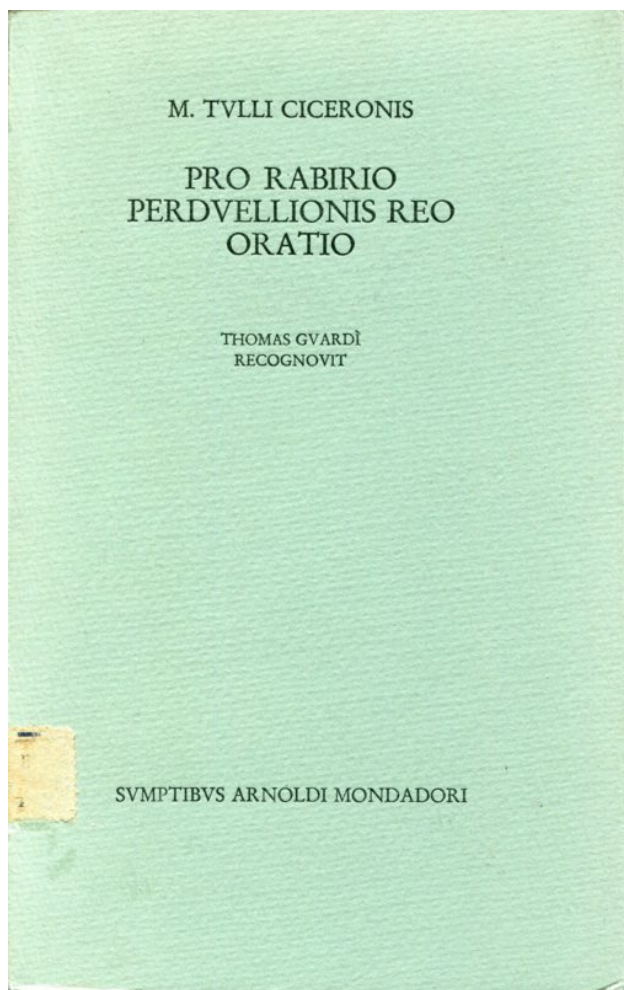 M. TVLLI CICERONIS
PRO RABIRIO
PERDVELLIONIS REO
ORATIO
THOMAS GVARDÌ
RECOGNOVIT
SVMPTIBVS ARNOLDI MONDADORI